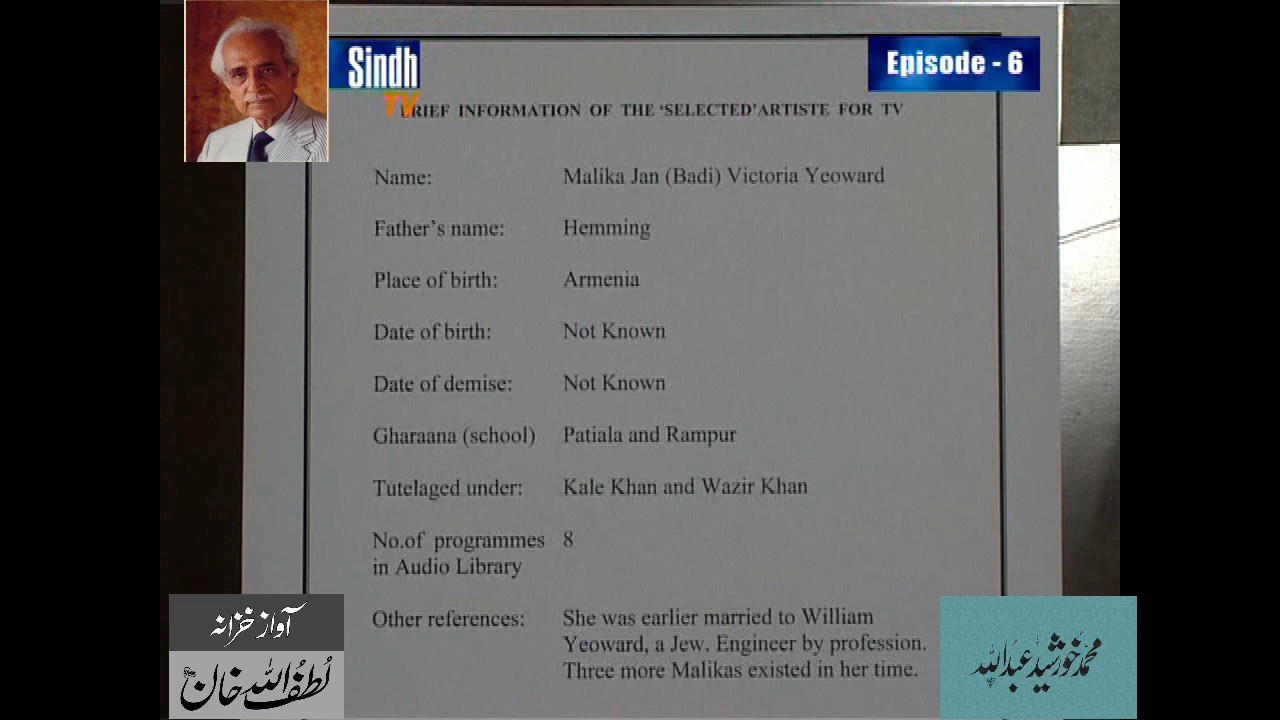 Sindh
TV
Episode - 6
BRIEF INFORMATION OF THE ‘SELECTED’ARTISTE FOR TV
Name: Malika Jan (Badi) Victoria Yeoward
Father’s name: Hemming
Place of birth: Armenia
Date of birth: Not Known
Date of demise: Not Known
Gharaana (school) Patiala and Rampur
Tutelaged under: Kale Khan and Wazir Khan
No.of programmes 8
in Audio Library
Other references: She was earlier married to William
Yeoward, a Jew. Engineer by profession.
Three more Malikas existed in her time.
آواز خزانہ
لُطفُ اللہ خان
محمد خورشید عبداللہ